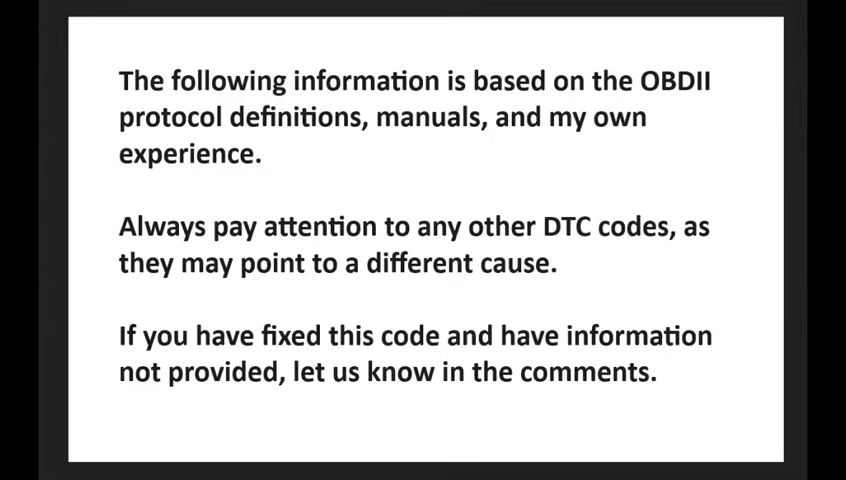 The following information is based on the OBDII
protocol definitions, manuals, and my own
experience.
Always pay attention to any other DTC codes, as
they may point to a different cause.
If you have fixed this code and have information
not provided, let us know in the comments.